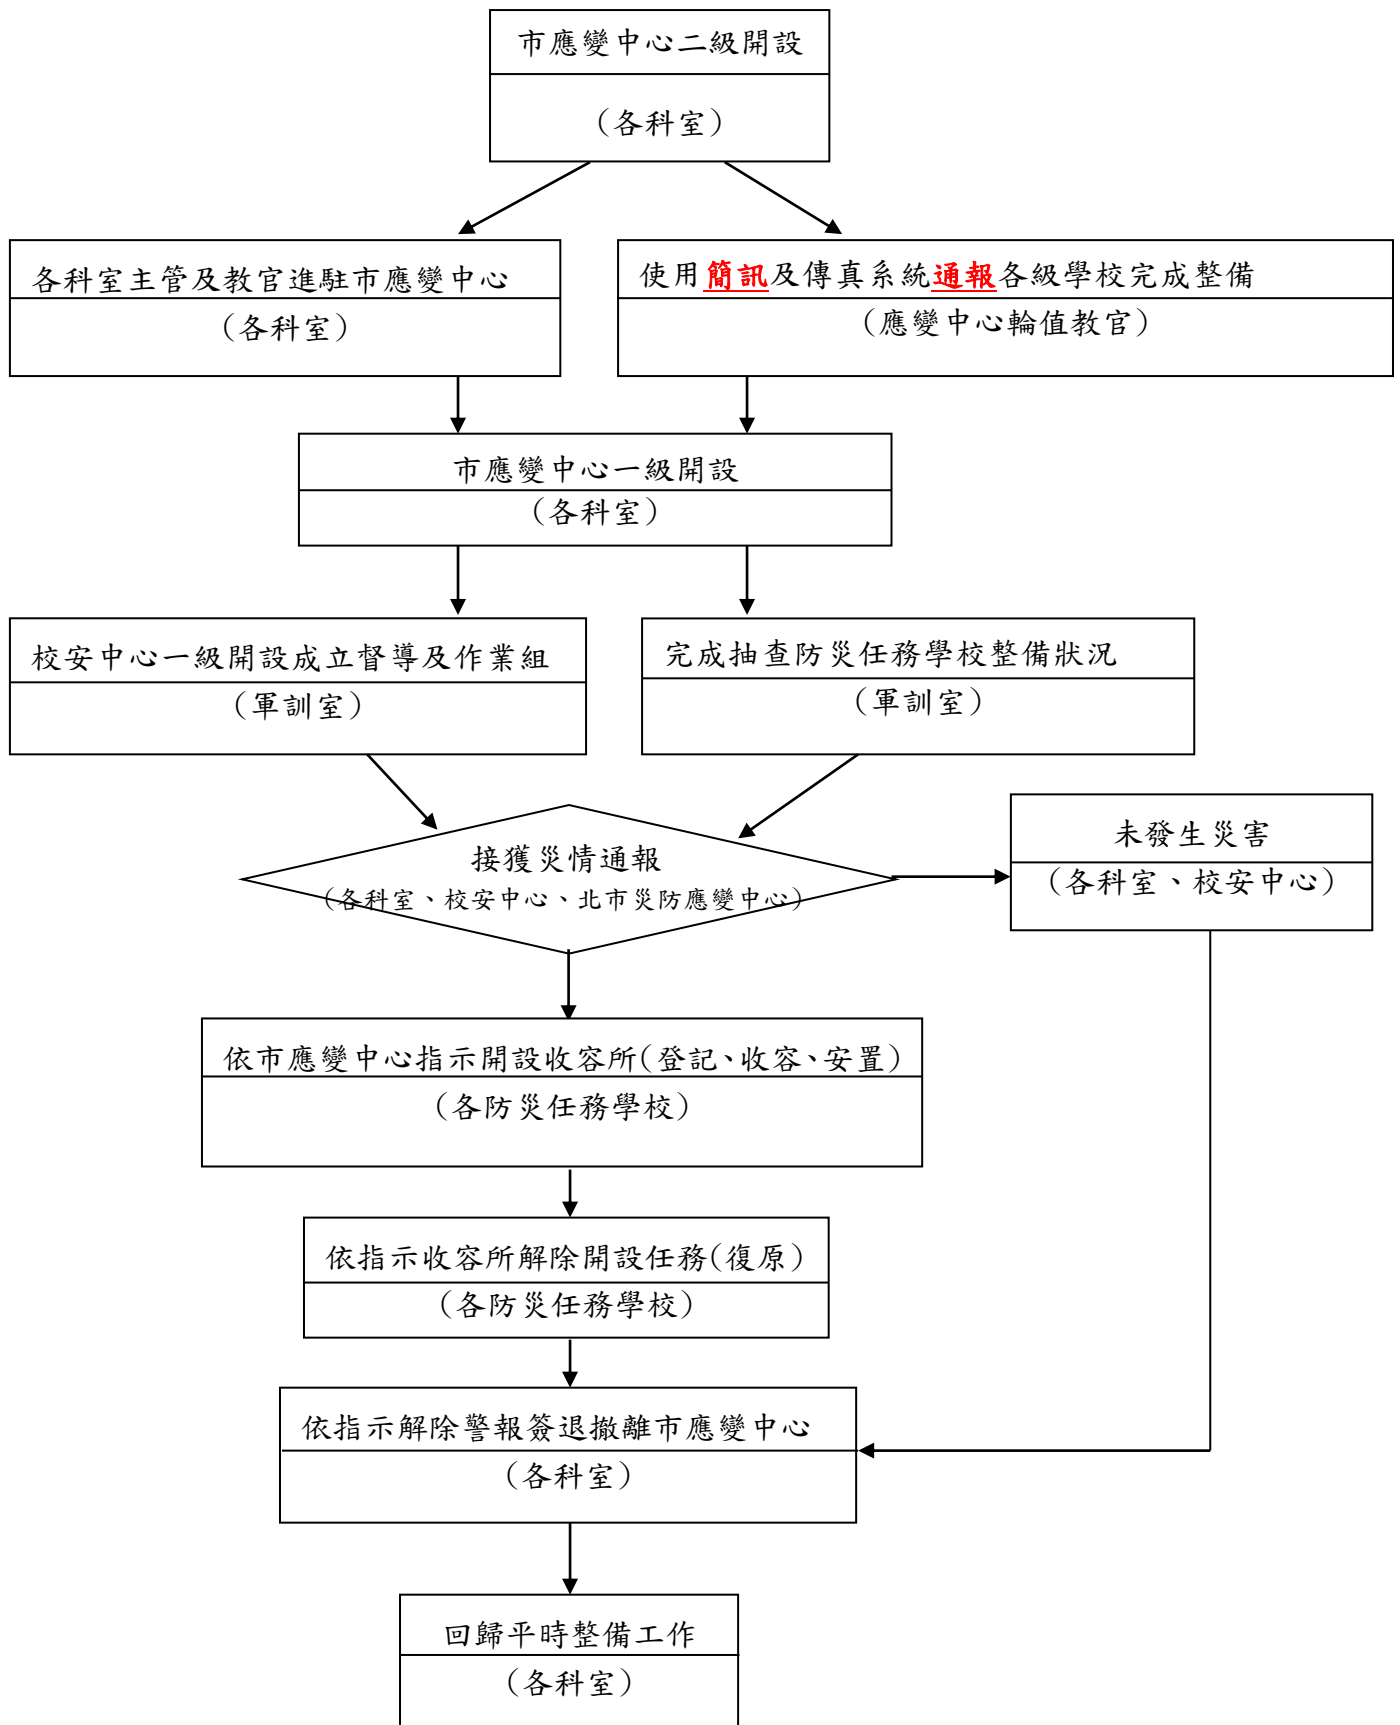 市應變中心二級開設
（各科室）
各科室主管及教官進駐市應變中心
（各科室）
使用簡訊及傳真系統通報各級學校完成整備
（應變中心輪值教官）
市應變中心一級開設
（各科室）
校安中心一級開設成立督導及作業組
（軍訓室）
完成抽查防災任務學校整備狀況
（軍訓室）
接獲災情通報
（各科室、校安中心、北市災防應變中心）
未發生災害
（各科室、校安中心）
依市應變中心指示開設收容所(登記、收容、安置)
（各防災任務學校）
依指示收容所解除開設任務(復原)
（各防災任務學校）
依指示解除警報簽退撤離市應變中心
（各科室）
回歸平時整備工作
（各科室）